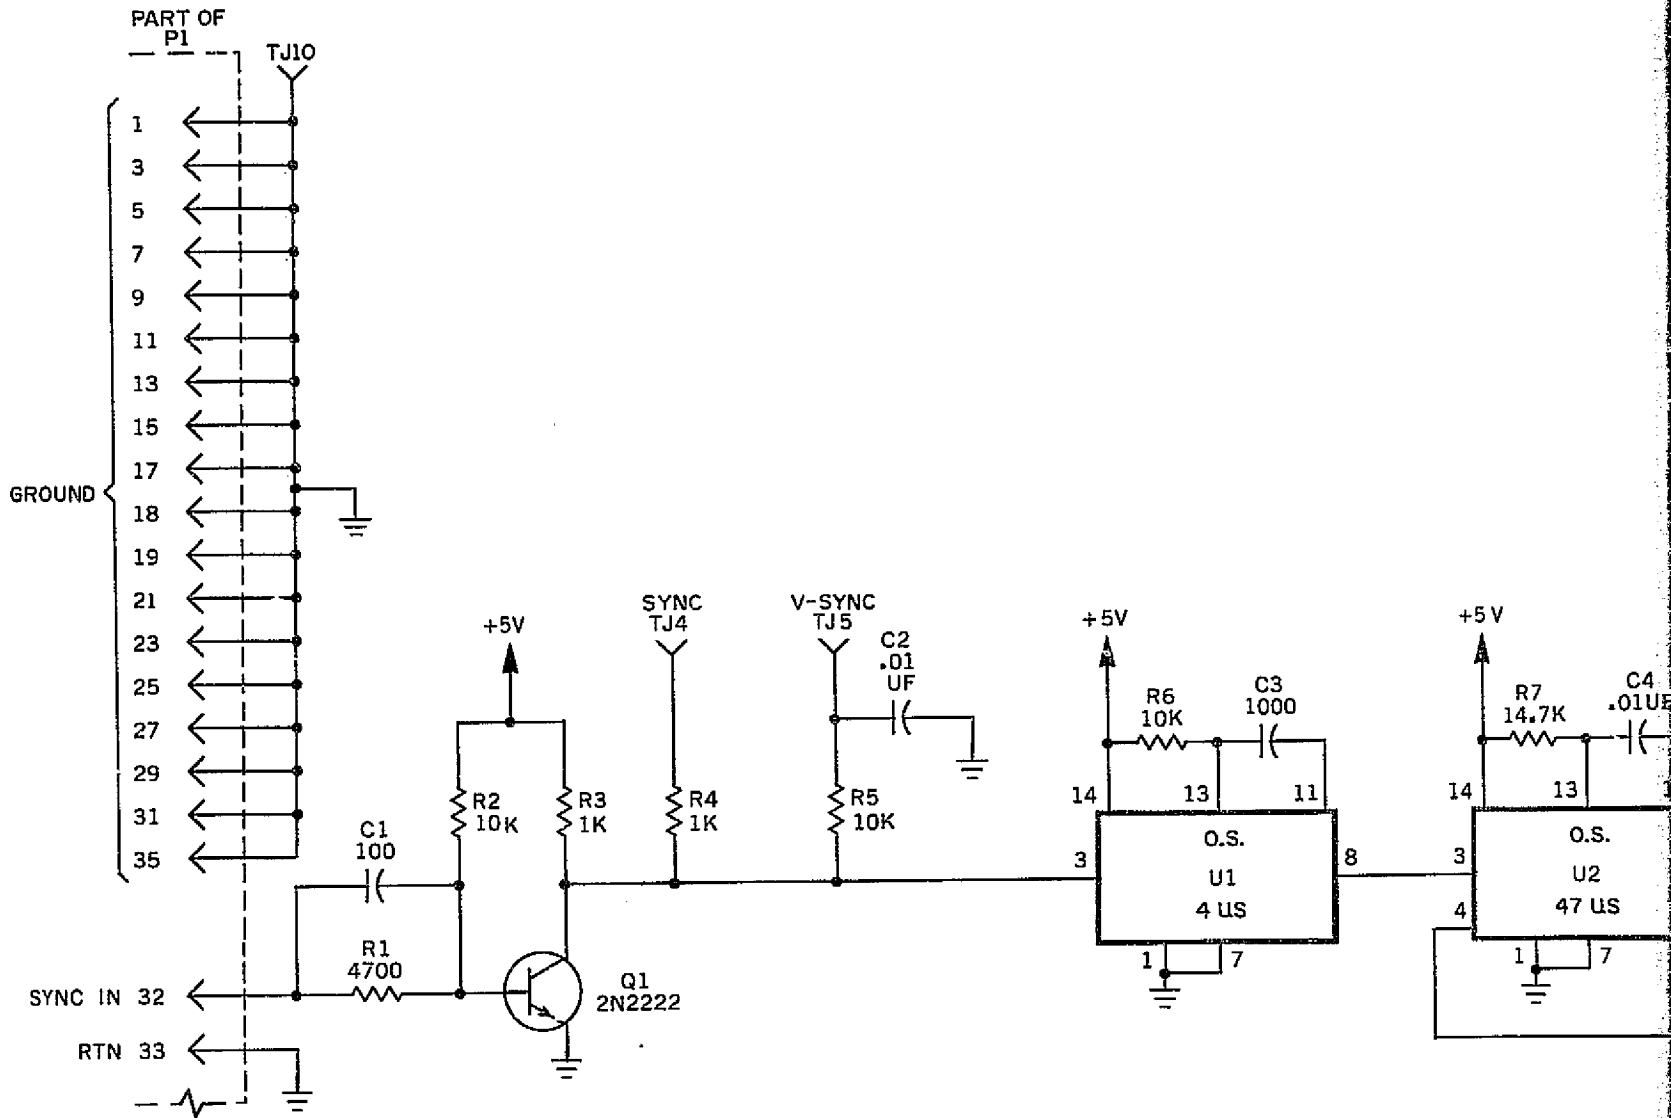 PART OF
P1
TJ10
1
3
5
7
9
11
13
15
17
GROUND
18
19
21
23
25
27
29
31
35
SYNC IN 32
RTN 33
C1
100
R1
4700
+5V
R2
10K
R3
1K
Q1
2N2222
SYNC
TJ4
R4
1K
V-SYNC
TJ5
C2
.01
UF
R5
10K
+5V
R6
10K
C3
1000
14
13
11
3
O.S.
U1
4 US
8
1
7
+5V
R7
14.7K
C4
.01UF
14
13
3
4
O.S.
U2
47 US
1
7